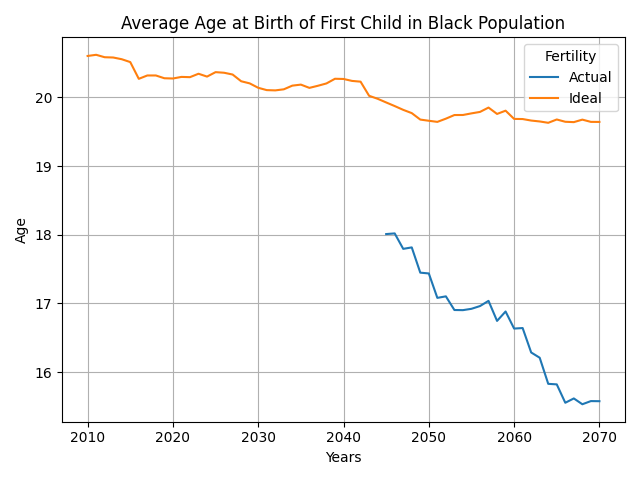 Average Age at Birth of First Child in Black Population
Fertility
Actual
Ideal
Age
20
19
18
17
16
2010 2020 2030 2040 2050 2060 2070
Years